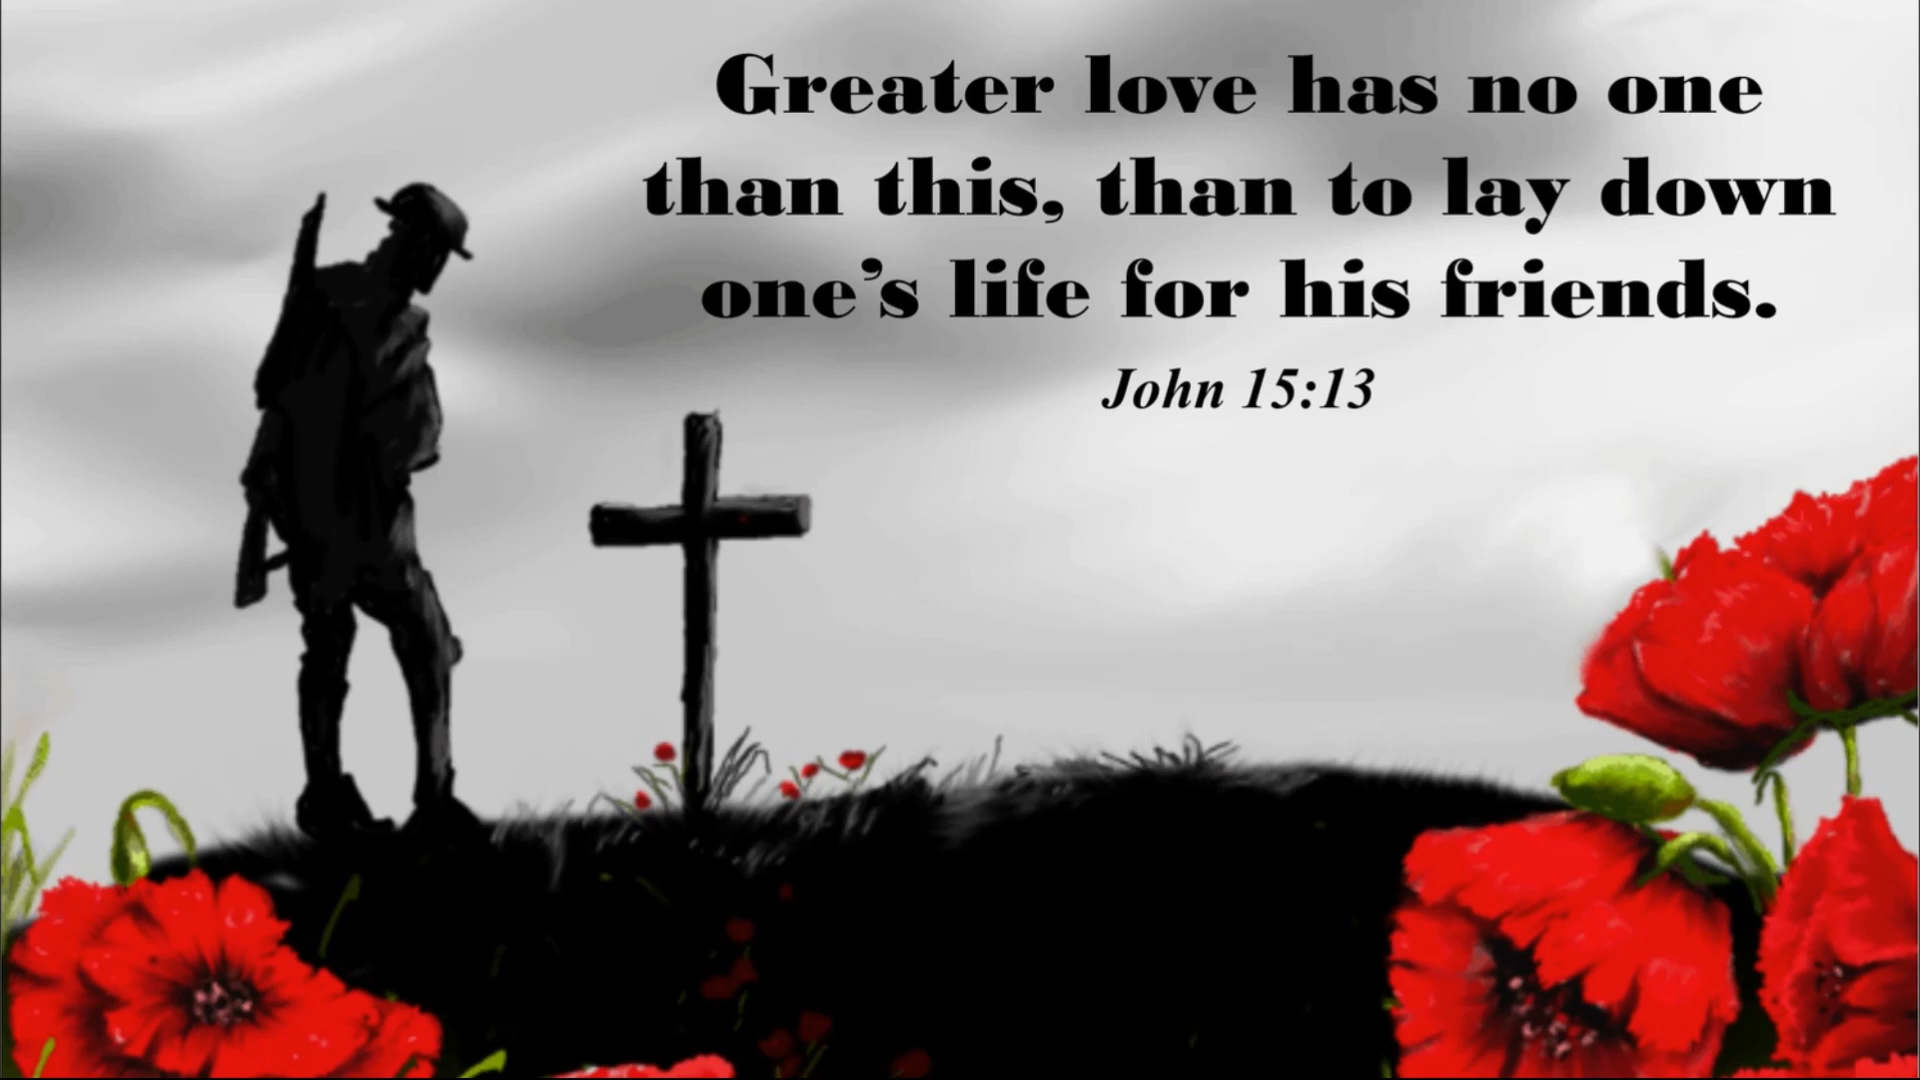 Greater love has no one
than this, than to lay down
one’s life for his friends.
John 15:13